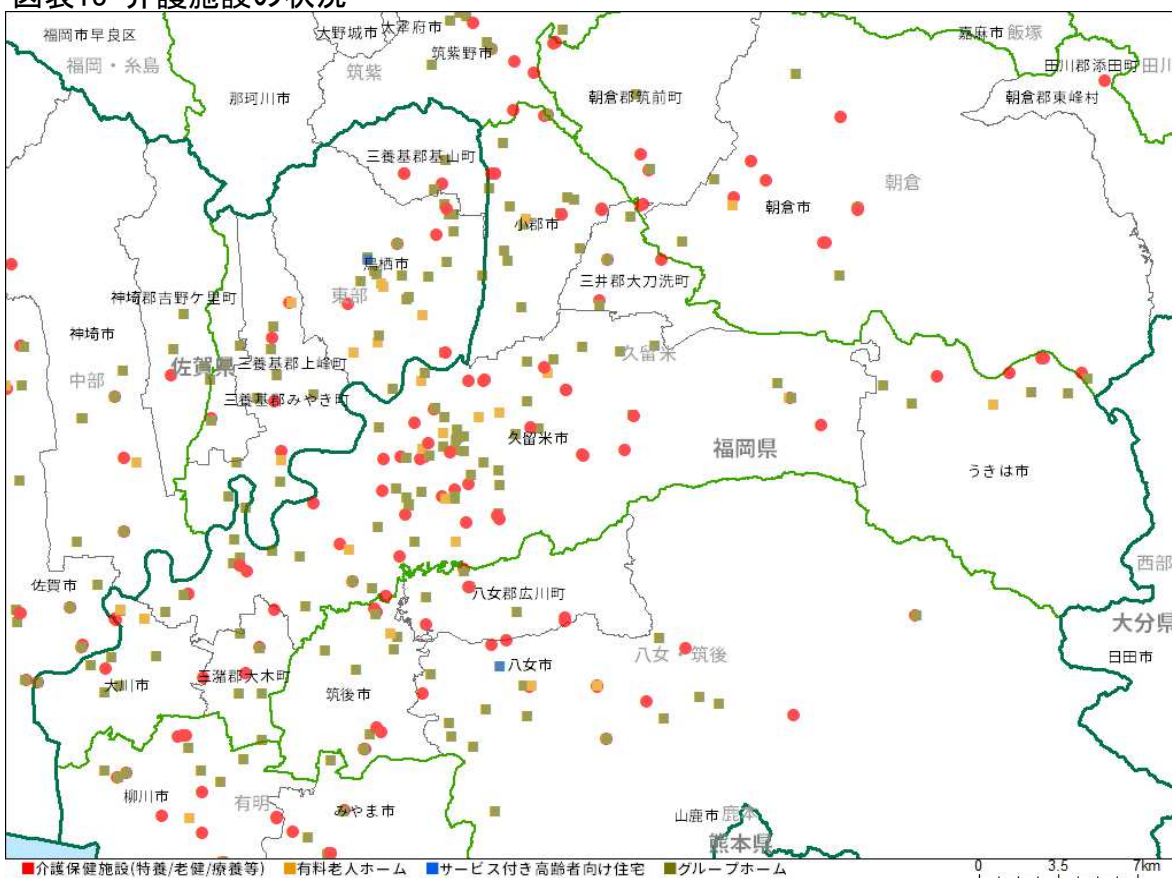 図表10 介護施設の状況
福岡市早良区
大野城市
太宰府市
筑紫野市
嘉麻市
飯塚
福岡・糸島
筑紫
田川郡添田町
田川
那珂川市
朝倉郡筑前町
朝倉郡東峰村
三養基郡基山町
朝倉
朝倉市
小郡市
鳥栖市
三井郡大刀洗町
神埼郡吉野ケ里町
東部
神埼市
久留米
佐賀県
三養基郡上峰町
中部
三養基郡みやき町
久留米市
福岡県
うきは市
西部
佐賀市
八女郡広川町
大分県
八女市
八女・筑後
日田市
三潴郡大木町
大川市
筑後市
柳川市
有明
みやま市
山鹿市
鹿本
熊本県
■介護保健施設(特養/老健/療養等) ■有料老人ホーム ■サービス付き高齢者向け住宅 ■グループホーム
0 3.5 7km